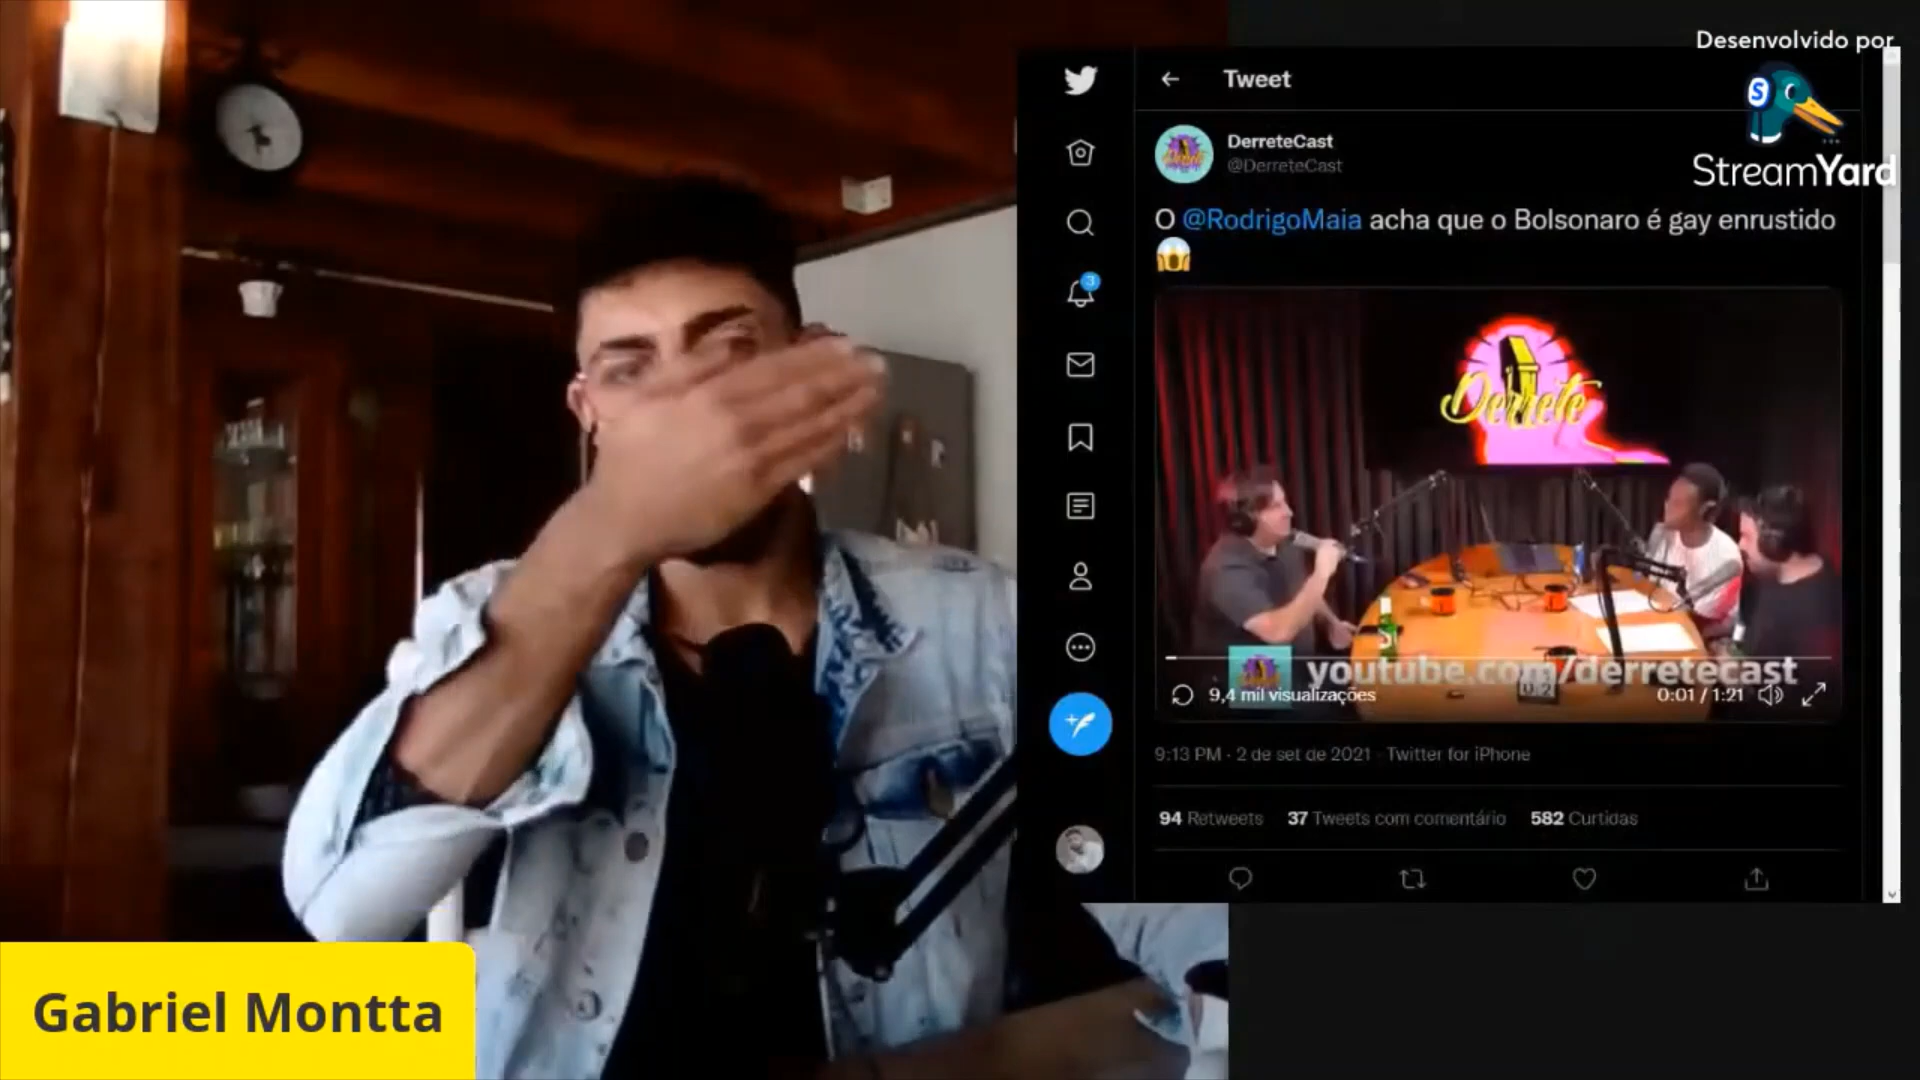 Desenvolvido por
StreamYard
Tweet
DerreteCast
@DerreteCast
O @RodrigoMaia acha que o Bolsonaro é gay enrustido
3
Derrete
youtube.com/derretecast
9,4 mil visualizações
0:01 / 1:21
9:13 PM · 2 de set de 2021 · Twitter for iPhone
94 Retweets 37 Tweets com comentário 582 Curtidas
Gabriel Montta